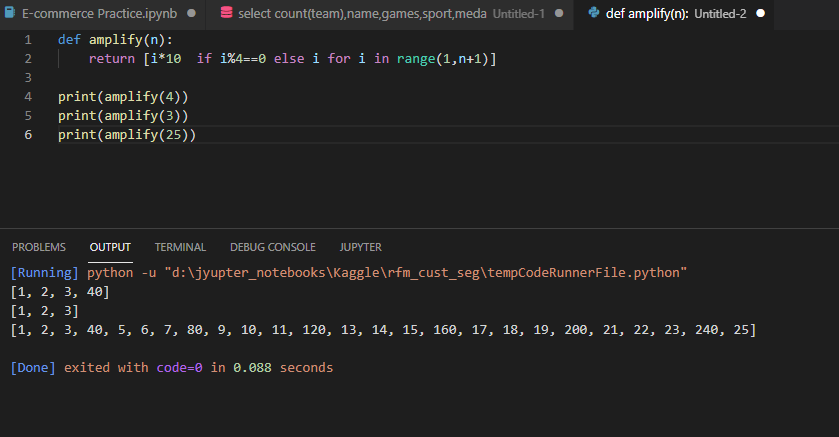 E-commerce Practice.ipynb ● select count(team),name,games,sport,meda Untitled-1 ● def amplify(n): Untitled-2 ●
1 def amplify(n):
2     return [i*10  if i%4==0 else i for i in range(1,n+1)]
3
4 print(amplify(4))
5 print(amplify(3))
6 print(amplify(25))
PROBLEMS OUTPUT TERMINAL DEBUG CONSOLE JUPYTER
[Running] python -u "d:\jyupter_notebooks\Kaggle\rfm_cust_seg\tempCodeRunnerFile.python"
[1, 2, 3, 40]
[1, 2, 3]
[1, 2, 3, 40, 5, 6, 7, 80, 9, 10, 11, 120, 13, 14, 15, 160, 17, 18, 19, 200, 21, 22, 23, 240, 25]
[Done] exited with code=0 in 0.088 seconds